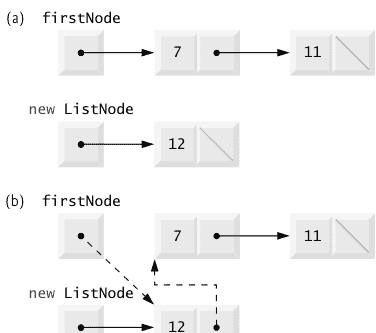 (a) firstNode
7 11
new ListNode
12
(b) firstNode
7 11
new ListNode
12